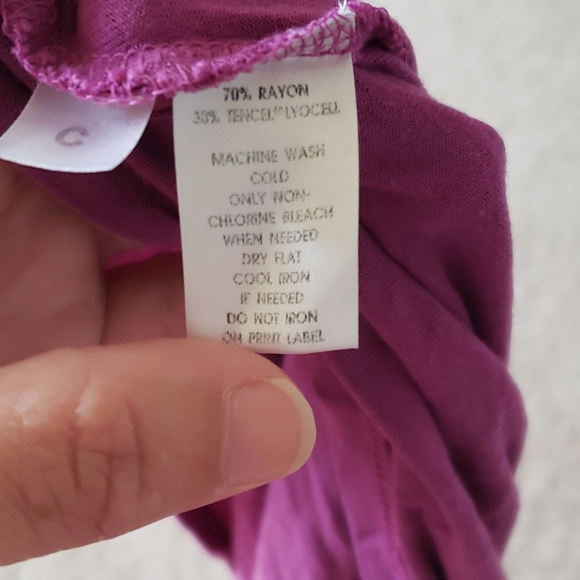 70% RAYON
30% TENCEL® LYOCELL
MACHINE WASH
COLD
ONLY NON-
CHLORINE BLEACH
WHEN NEEDED
DRY FLAT
COOL IRON
IF NEEDED
DO NOT IRON
ON PRINT LABEL
C